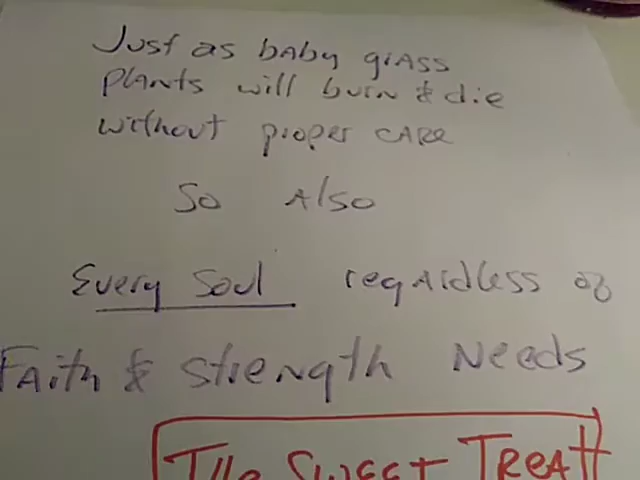 Just as baby grass
plants will burn & die
without proper care
So Also
Every Soul regardless of
Faith & Strength Needs
The Sweet Treat